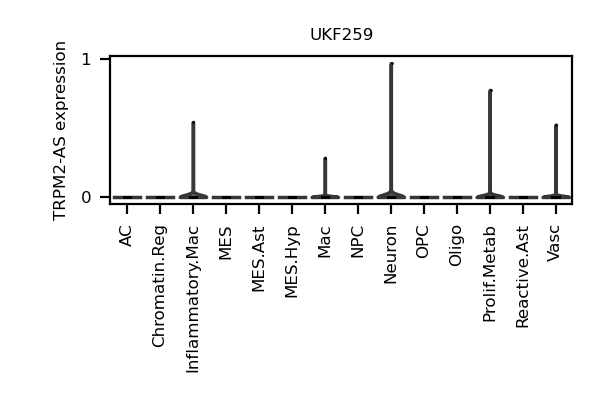 UKF259
TRPM2-AS expression
1
0
AC
Chromatin.Reg
Inflammatory.Mac
MES
MES.Ast
MES.Hyp
Mac
NPC
Neuron
OPC
Oligo
Prolif.Metab
Reactive.Ast
Vasc